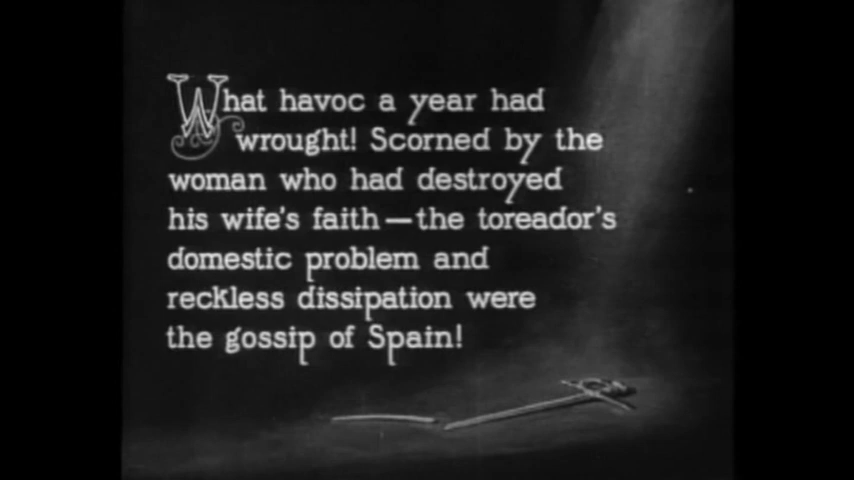 What havoc a year had
wrought! Scorned by the
woman who had destroyed
his wife's faith—the toreador's
domestic problem and
reckless dissipation were
the gossip of Spain!